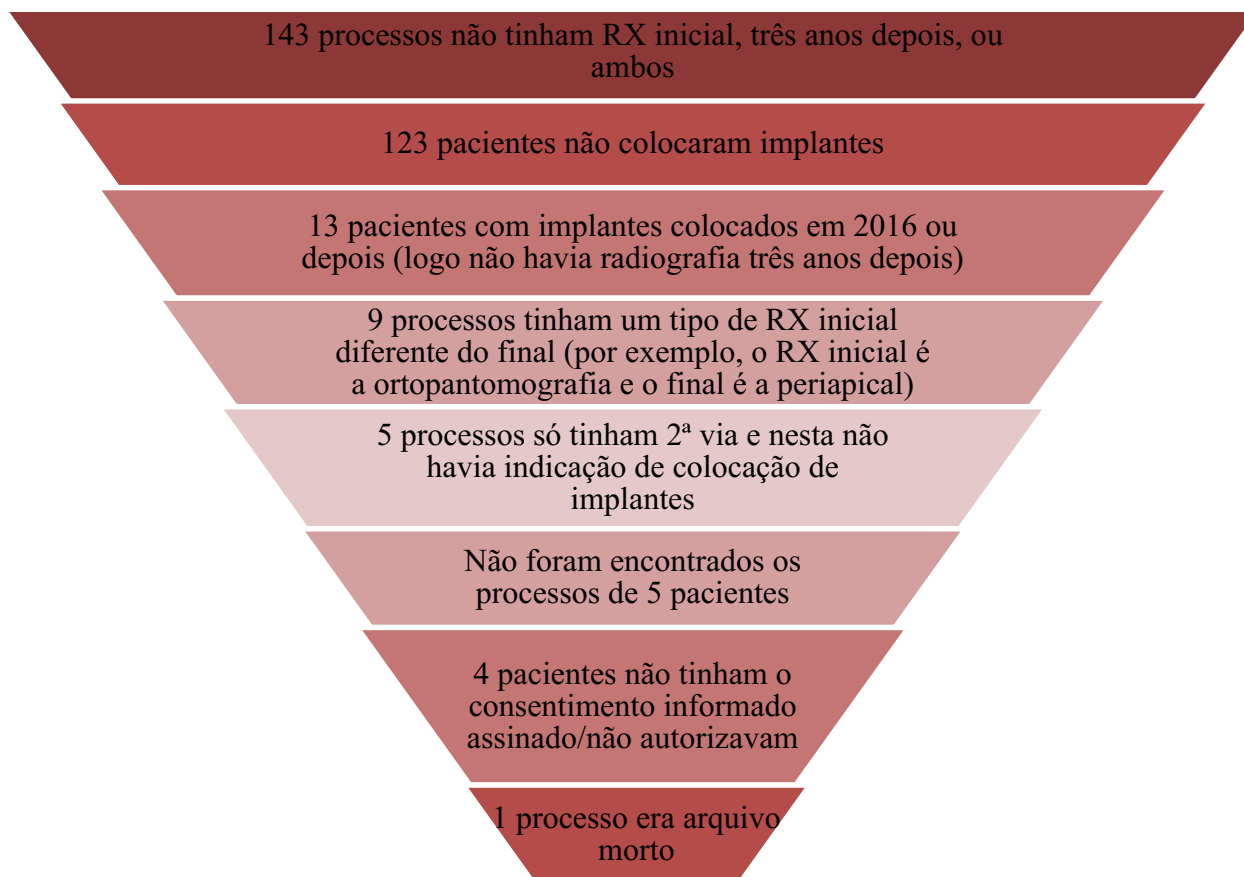 143 processos não tinham RX inicial, três anos depois, ou
ambos
123 pacientes não colocaram implantes
13 pacientes com implantes colocados em 2016 ou
depois (logo não havia radiografia três anos depois)
9 processos tinham um tipo de RX inicial
diferente do final (por exemplo, o RX inicial é
a ortopantomografia e o final é a periapical)
5 processos só tinham 2ª via e nesta não
havia indicação de colocação de
implantes
Não foram encontrados os
processos de 5 pacientes
4 pacientes não tinham o
consentimento informado
assinado/não autorizavam
1 processo era arquivo
morto